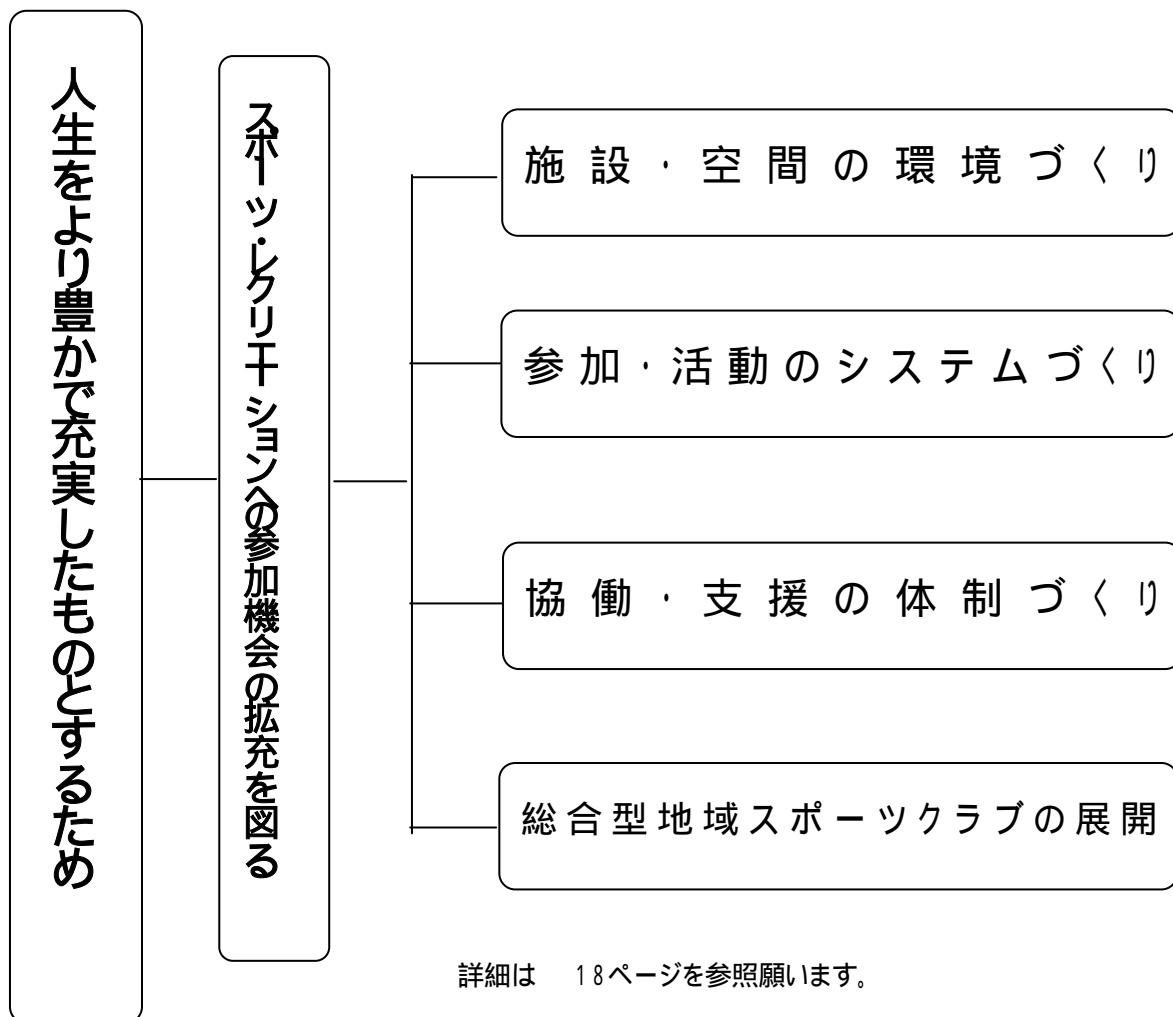 人生をより豊かで充実したものとするため
スポーツ・レクリエーションへの参加機会の拡充を図る
施設・空間の環境づくり
参加・活動のシステムづくり
協働・支援の体制づくり
総合型地域スポーツクラブの展開
詳細は　18ページを参照願います。